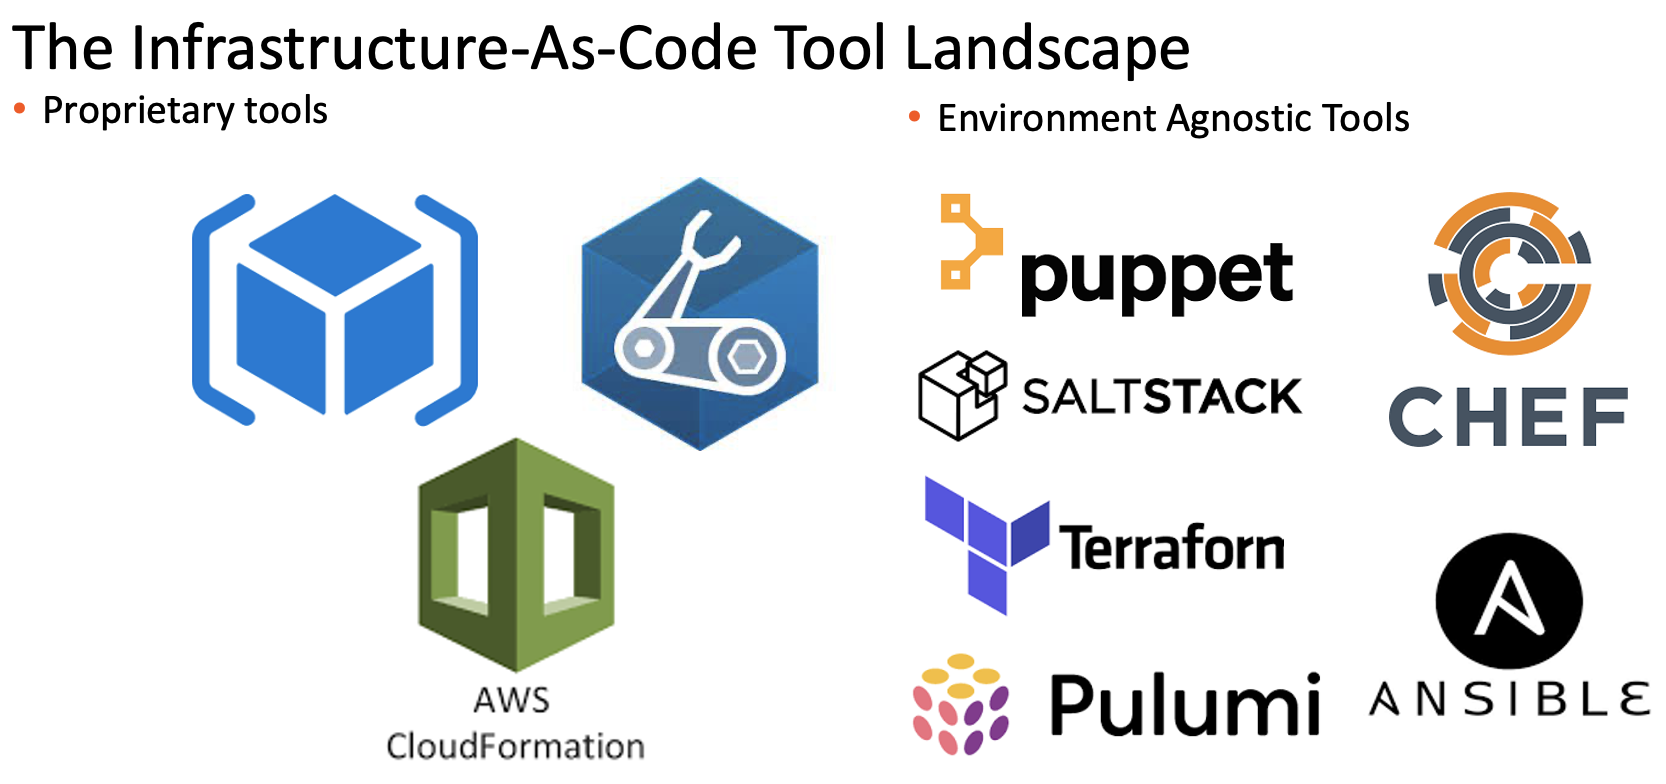 The Infrastructure-As-Code Tool Landscape
• Proprietary tools
AWS
CloudFormation
• Environment Agnostic Tools
puppet
CHEF
SALTSTACK
Terraforn
ANSIBLE
Pulumi